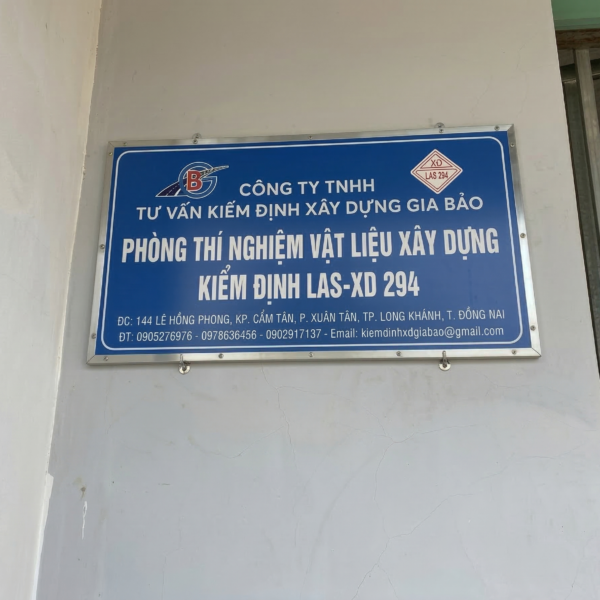 BG
XD
LAS 294
CÔNG TY TNHH
TƯ VẤN KIỂM ĐỊNH XÂY DỰNG GIA BẢO
PHÒNG THÍ NGHIỆM VẬT LIỆU XÂY DỰNG
KIỂM ĐỊNH LAS-XD 294
ĐC: 144 LÊ HỒNG PHONG, KP. CẨM TÂN, P. XUÂN TÂN, TP. LONG KHÁNH, T. ĐỒNG NAI
ĐT: 0905276976 - 0978636456 - 0902917137 - Email: kiemdinhxdgiabao@gmail.com